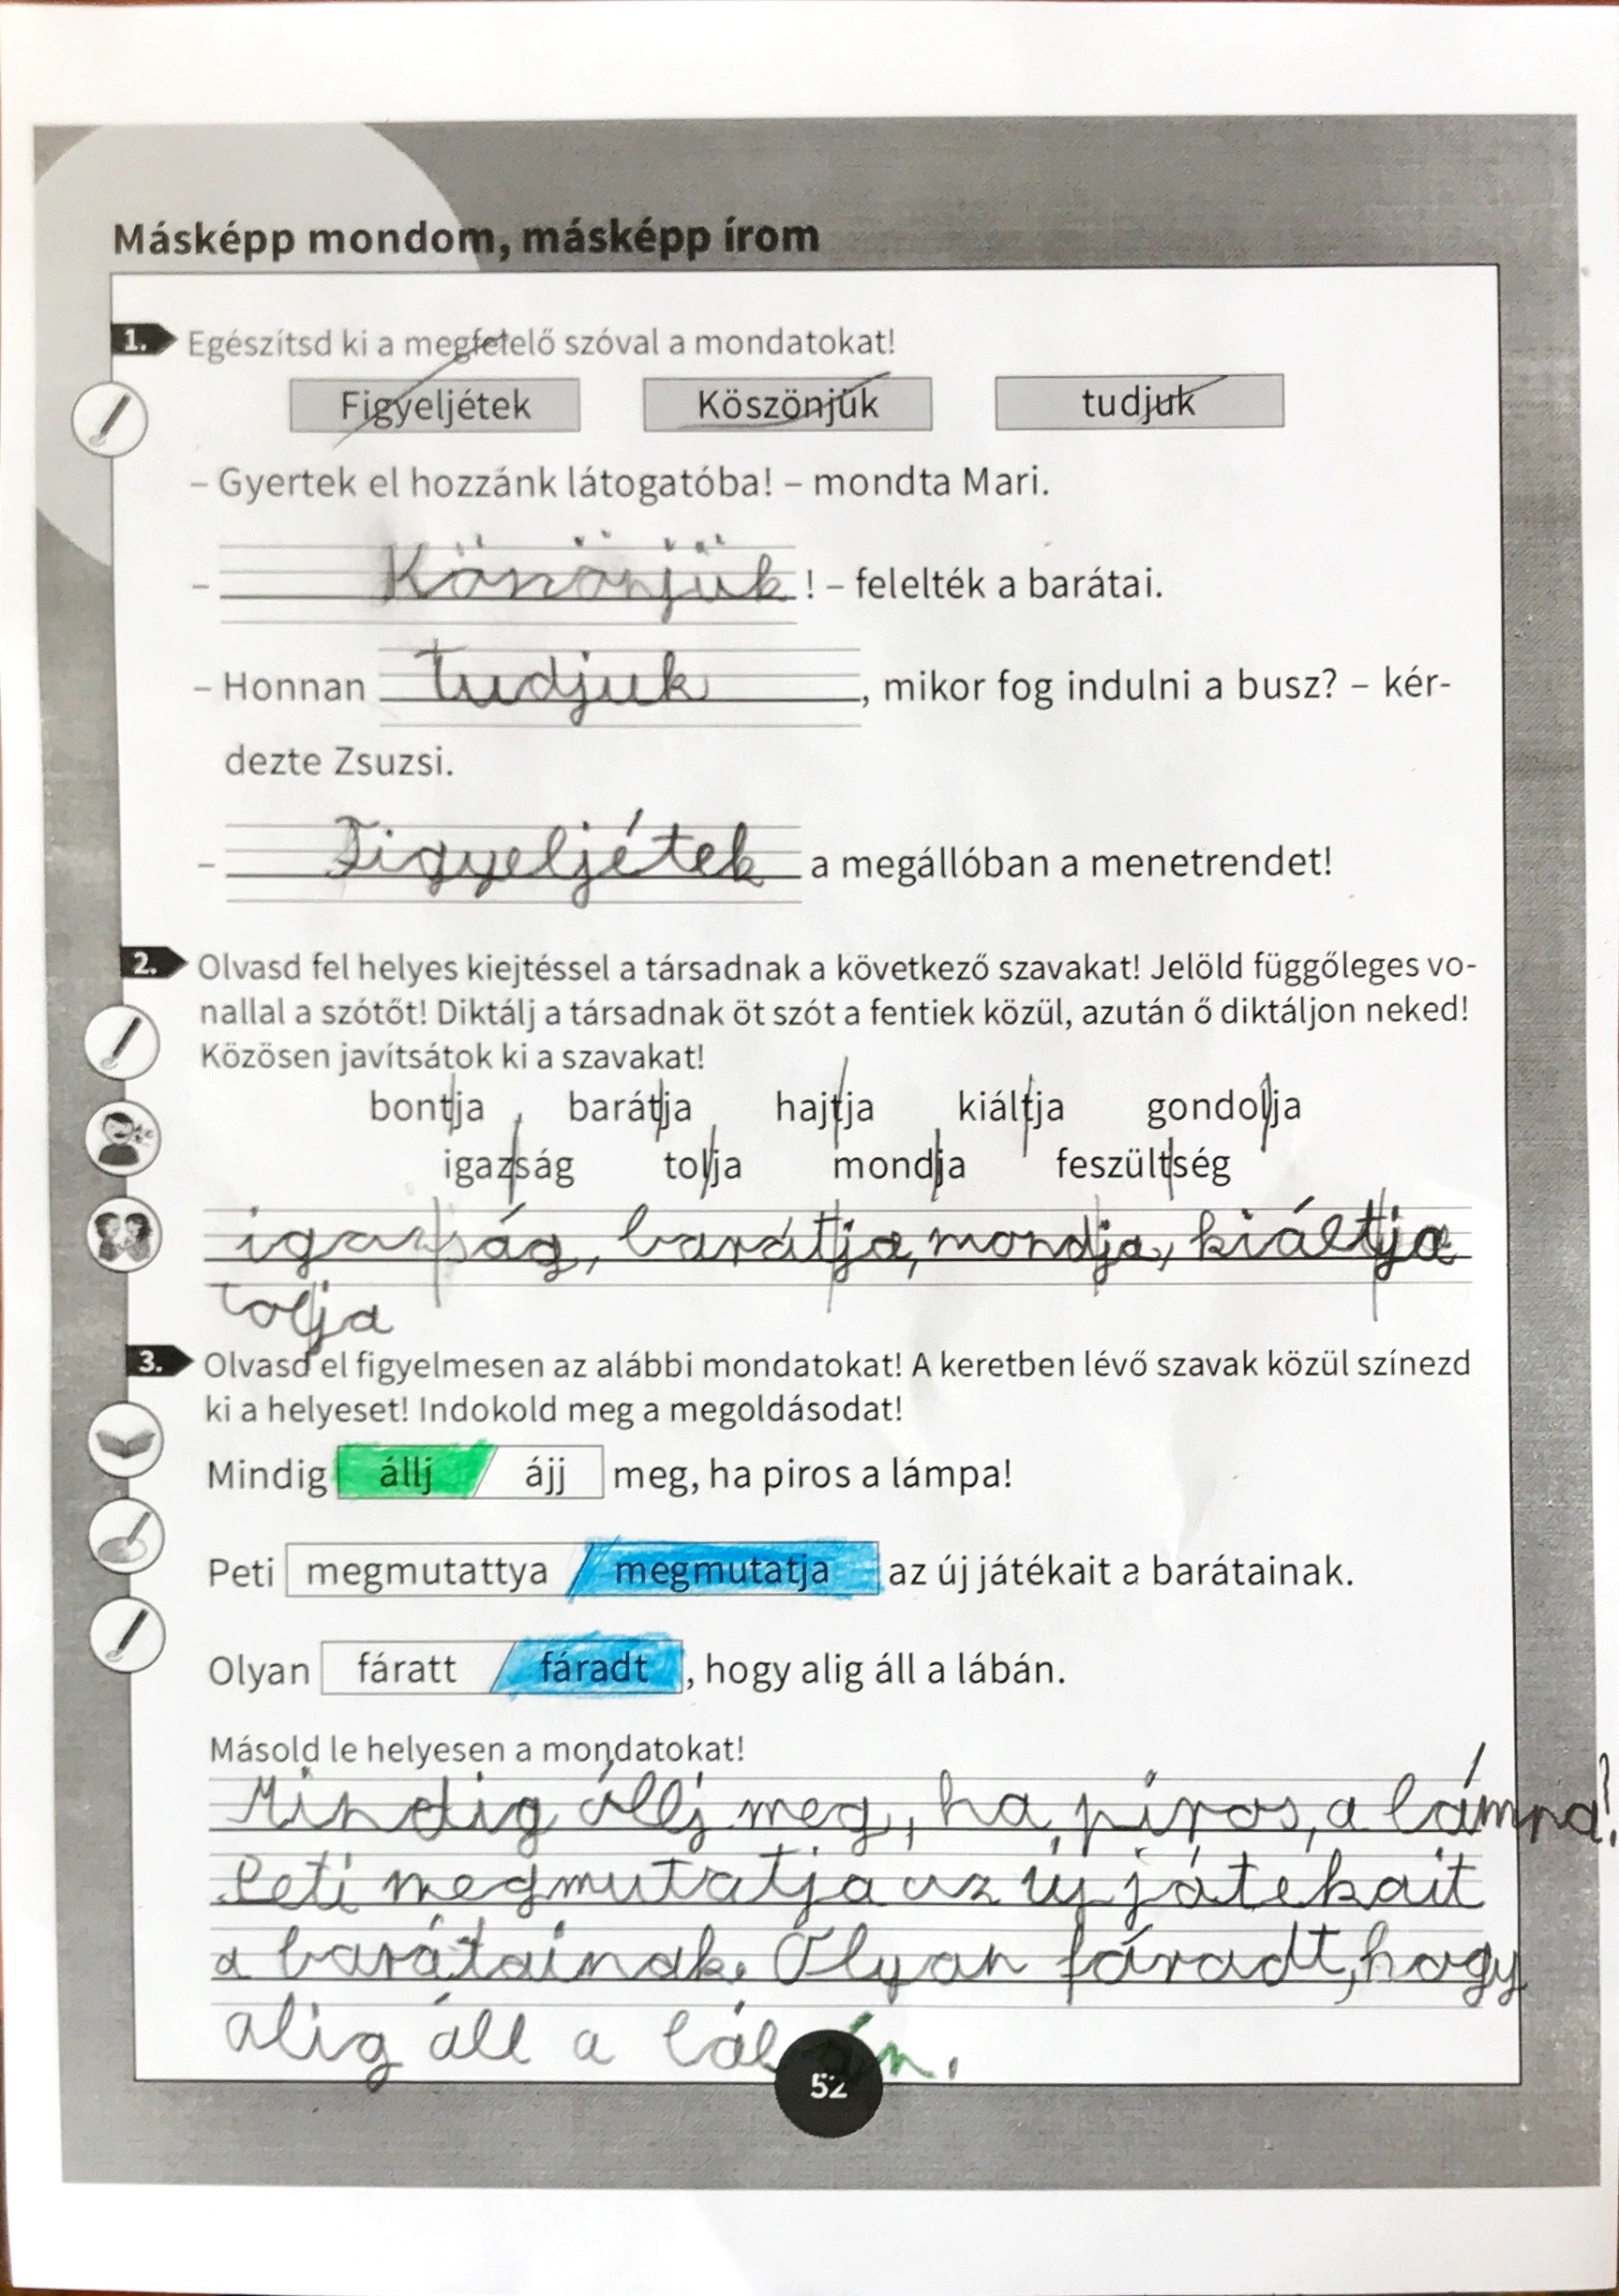 Másképp mondom, másképp írom
1. Egészítsd ki a megfelelő szóval a mondatokat!
Figyeljétek Köszönjük tudjuk
– Gyertek el hozzánk látogatóba! – mondta Mari.
– Köszönjük ! – felelték a barátai.
– Honnan tudjuk , mikor fog indulni a busz? – kér-
dezte Zsuzsi.
– Figyeljétek a megállóban a menetrendet!
2. Olvasd fel helyes kiejtéssel a társadnak a következő szavakat! Jelöld függőleges vo-
nallal a szótőt! Diktálj a társadnak öt szót a fentiek közül, azután ő diktáljon neked!
Közösen javítsátok ki a szavakat!
bontja barátja hajtja kiáltja gondolja
igazság tolja mondja feszültség
igazság, barátja, mondja, kiáltja
tolja
3. Olvasd el figyelmesen az alábbi mondatokat! A keretben lévő szavak közül színezd
ki a helyeset! Indokold meg a megoldásodat!
Mindig állj / ájj meg, ha piros a lámpa!
Peti megmutattya / megmutatja az új játékait a barátainak.
Olyan fáratt / fáradt , hogy alig áll a lábán.
Másold le helyesen a mondatokat!
Mindig állj meg, ha piros, a lámpa!
Peti megmutatja az új játékait
a barátainak. Olyan fáradt, hogy
alig áll a lábán.
52